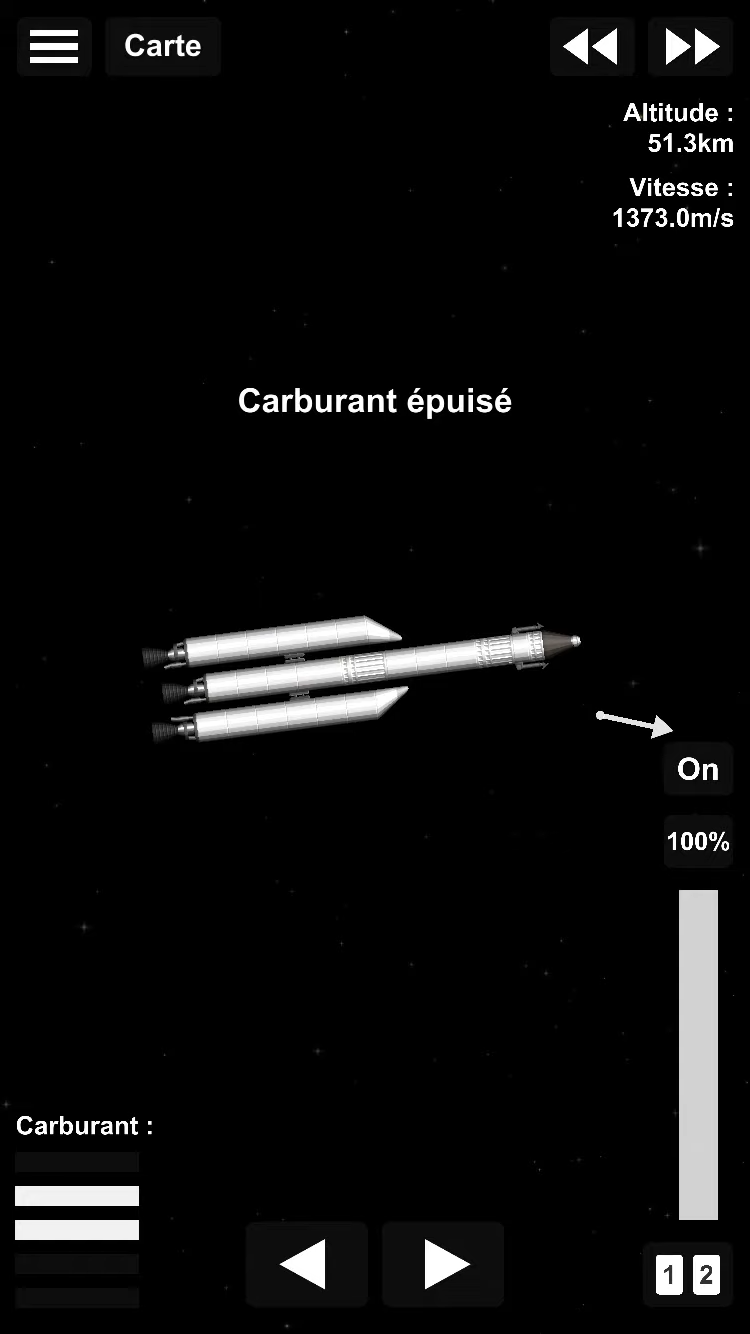 Carte
Altitude :
51.3km
Vitesse :
1373.0m/s
Carburant épuisé
On
100%
Carburant :
1 2